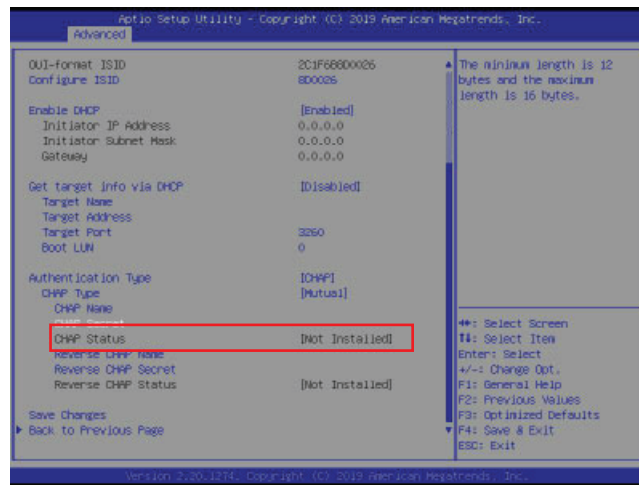 Aptio Setup Utility - Copyright (C) 2019 American Megatrends, Inc.
Advanced
OUI-format ISID 2C1F6B8D0026
Configure ISID 8D0026
Enable DHCP [Enabled]
Initiator IP Address 0.0.0.0
Initiator Subnet Mask 0.0.0.0
Gateway 0.0.0.0
Get target info via DHCP [Disabled]
Target Name
Target Address
Target Port 3260
Boot LUN 0
Authentication Type [CHAP]
CHAP Type [Mutual]
CHAP Name
CHAP Secret
CHAP Status [Not Installed]
Reverse CHAP Name
Reverse CHAP Secret
Reverse CHAP Status [Not Installed]
Save Changes
Back to Previous Page
The minimum length is 12
bytes and the maximum
length is 16 bytes.
: Select Screen
: Select Item
Enter: Select
+/-: Change Opt.
F1: General Help
F2: Previous Values
F3: Optimized Defaults
F4: Save & Exit
ESC: Exit
Version 2.20.1274. Copyright (C) 2019 American Megatrends, Inc.